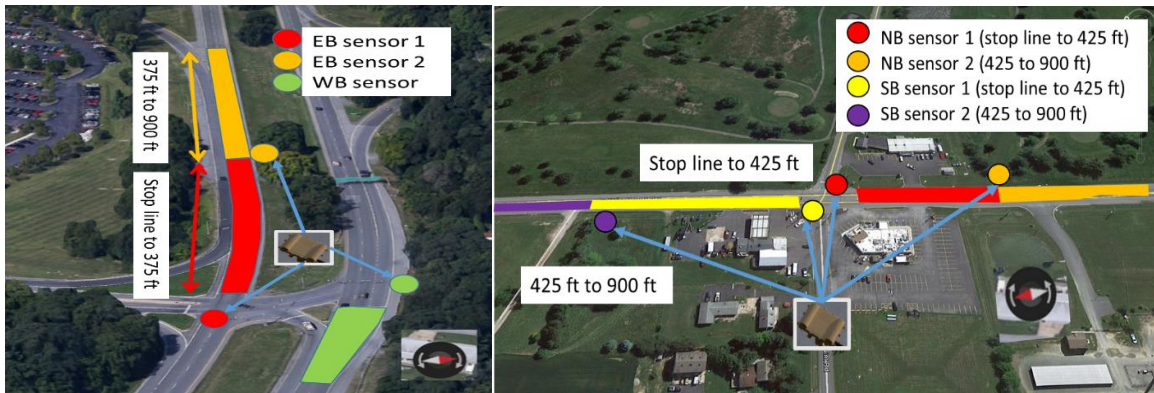 EB sensor 1
EB sensor 2
WB sensor
375 ft to 900 ft
Stop line to 375 ft
NB sensor 1 (stop line to 425 ft)
NB sensor 2 (425 to 900 ft)
SB sensor 1 (stop line to 425 ft)
SB sensor 2 (425 to 900 ft)
Stop line to 425 ft
425 ft to 900 ft